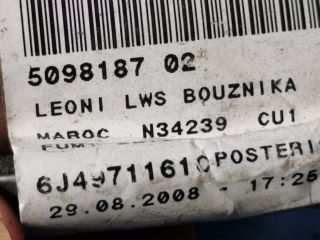 5098187 02
LEONI LWS BOUZNIKA
MAROC N34239 CU1
6J4971161C POSTERI
29.08.2008 - 17:25